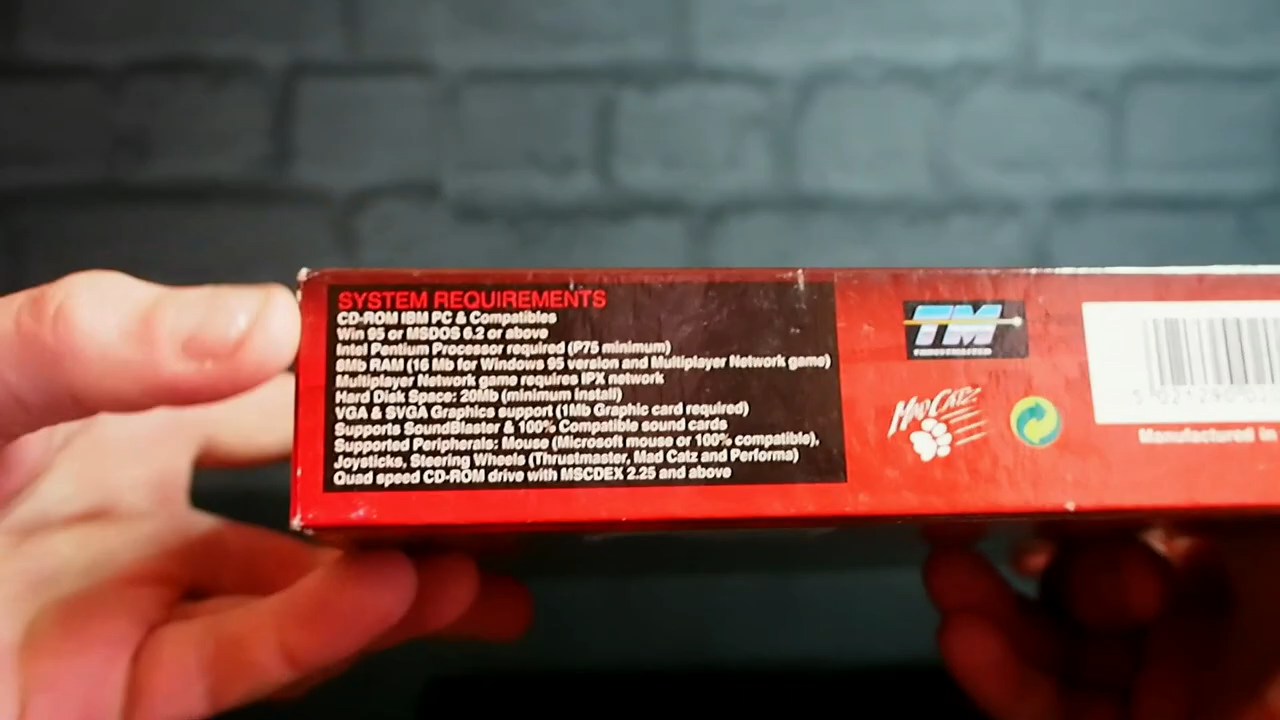 SYSTEM REQUIREMENTS
CD-ROM IBM PC & Compatibles
Win 95 or MSDOS 6.2 or above
Intel Pentium Processor required (P75 minimum)
8Mb RAM (16 Mb for Windows 95 version and Multiplayer Network game)
Multiplayer Network game requires IPX network
Hard Disk Space: 20Mb (minimum install)
VGA & SVGA Graphics support (1Mb Graphic card required)
Supports SoundBlaster & 100% Compatible sound cards
Supported Peripherals: Mouse (Microsoft mouse or 100% compatible),
Joysticks, Steering Wheels (Thrustmaster, Mad Catz and Performa)
Quad speed CD-ROM drive with MSCDEX 2.25 and above
TM
THRUSTMASTER
MAD CATZ
5 021290
Manufactured in